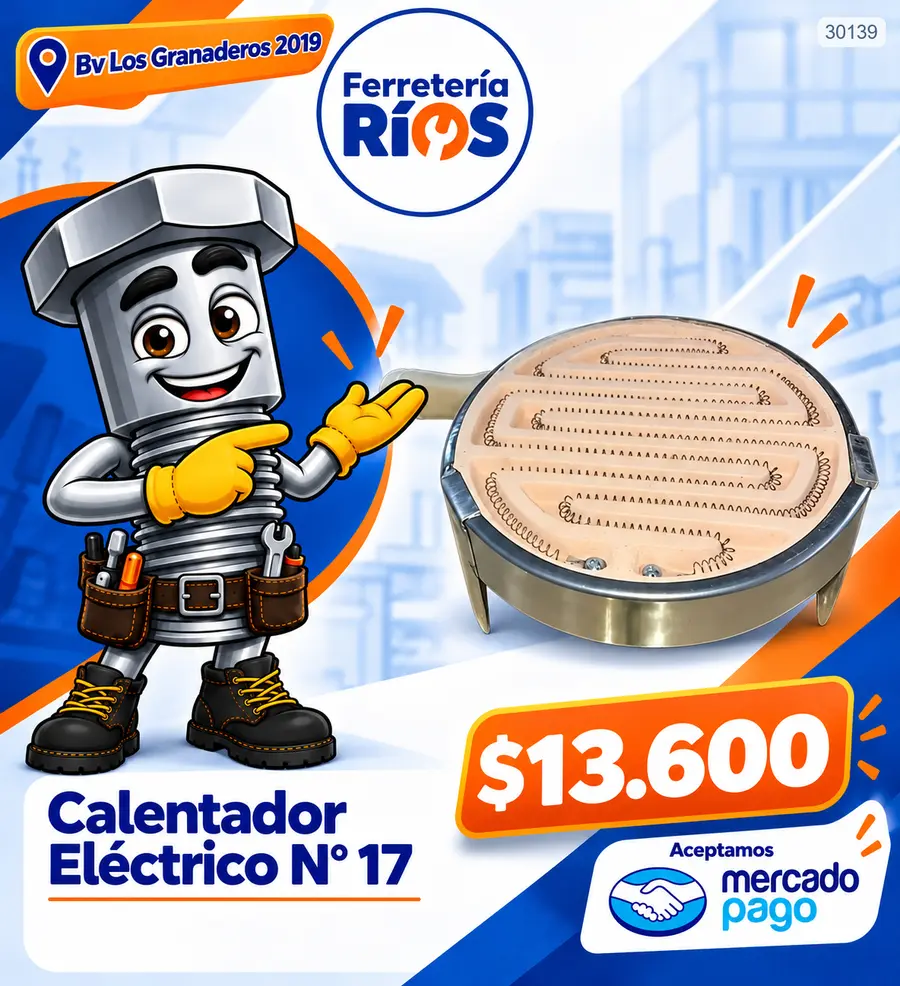 Bv Los Granaderos 2019
Ferretería
RÍOS
30139
$13.600
Calentador
Eléctrico N° 17
Aceptamos
mercado
pago